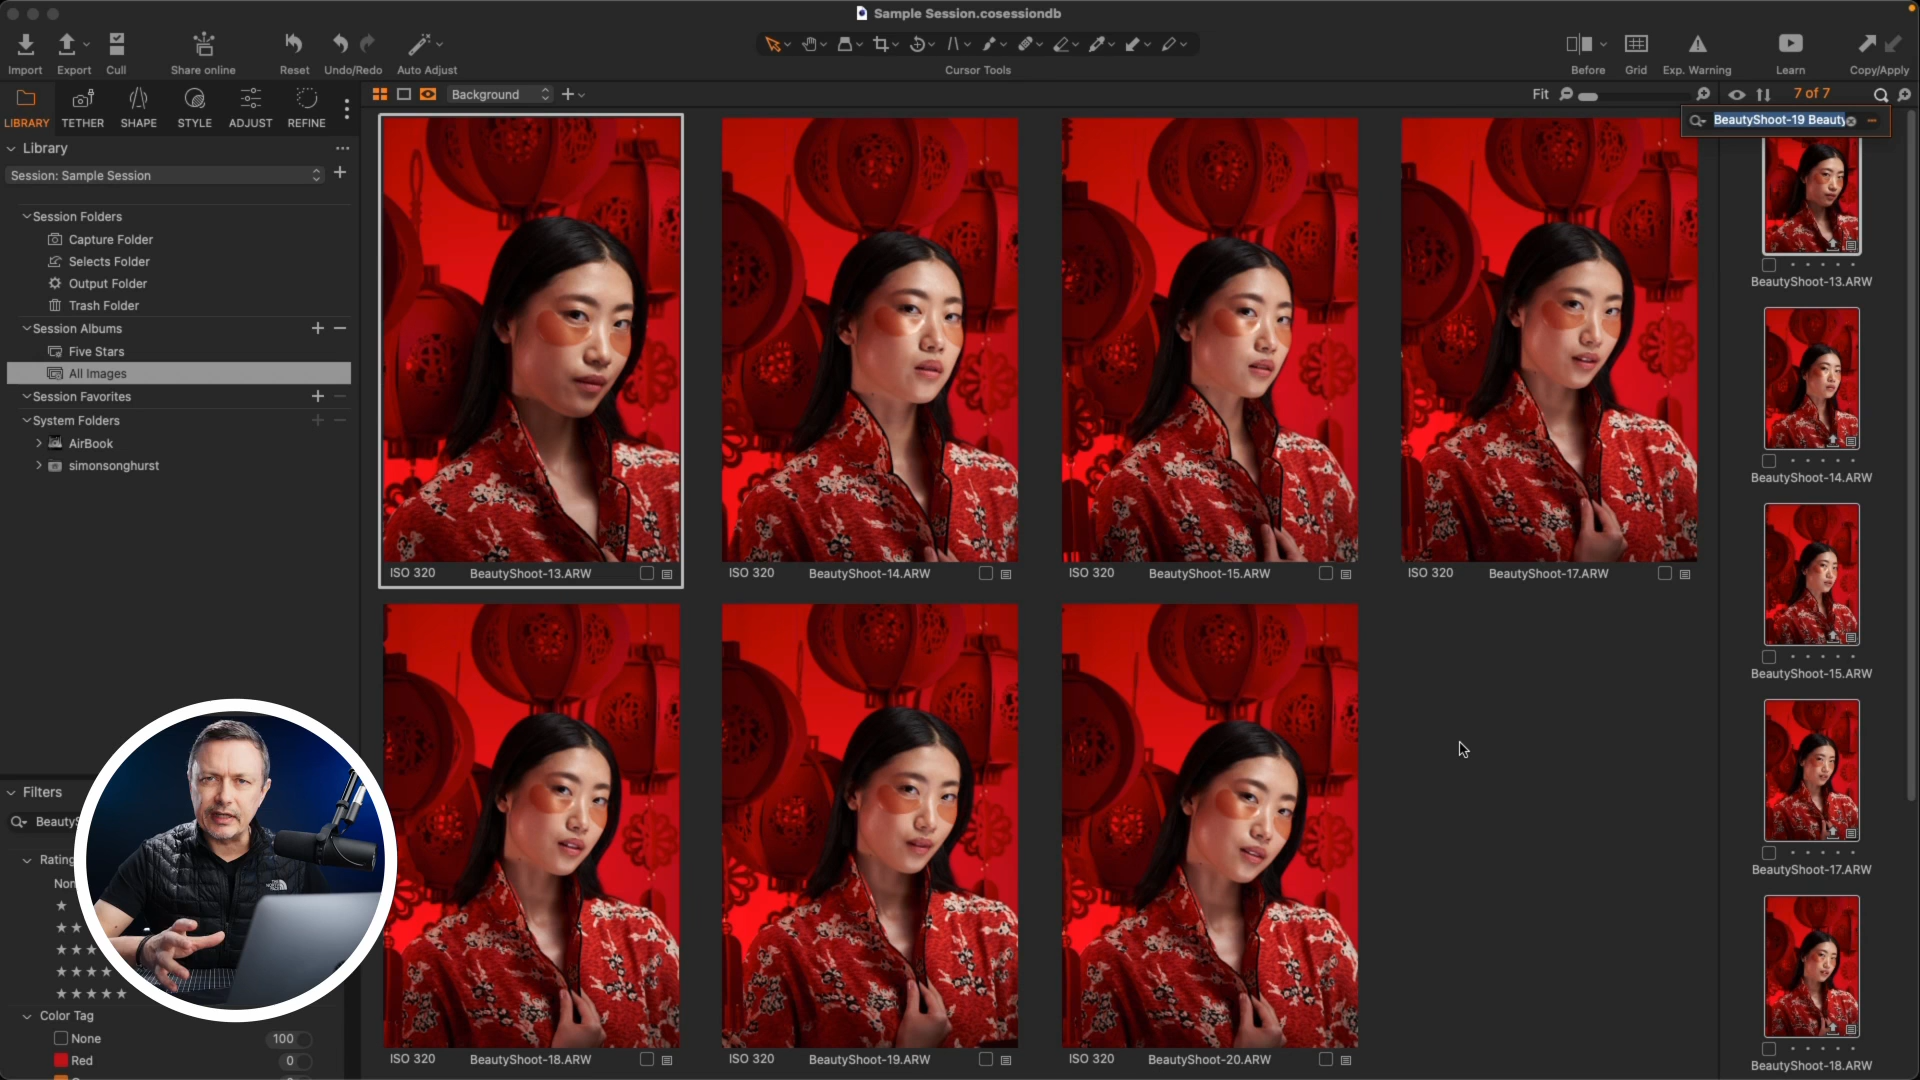 Sample Session.cosessiondb
Import
Export
Cull
Share online
Reset
Undo/Redo
Auto Adjust
Cursor Tools
Before
Grid
Exp. Warning
Learn
Copy/Apply
LIBRARY
TETHER
SHAPE
STYLE
ADJUST
REFINE
Background
Fit
7 of 7
BeautyShoot-19 Beauty
Library
Session: Sample Session
Session Folders
Capture Folder
Selects Folder
Output Folder
Trash Folder
Session Albums
Five Stars
All Images
Session Favorites
System Folders
AirBook
simonsonghurst
ISO 320 BeautyShoot-13.ARW
ISO 320 BeautyShoot-14.ARW
ISO 320 BeautyShoot-15.ARW
ISO 320 BeautyShoot-17.ARW
ISO 320 BeautyShoot-18.ARW
ISO 320 BeautyShoot-19.ARW
ISO 320 BeautyShoot-20.ARW
BeautyShoot-13.ARW
BeautyShoot-14.ARW
BeautyShoot-15.ARW
BeautyShoot-17.ARW
BeautyShoot-18.ARW
Filters
BeautyS
Rating
Non
Color Tag
None 100
Red 0
THE NORTH FACE